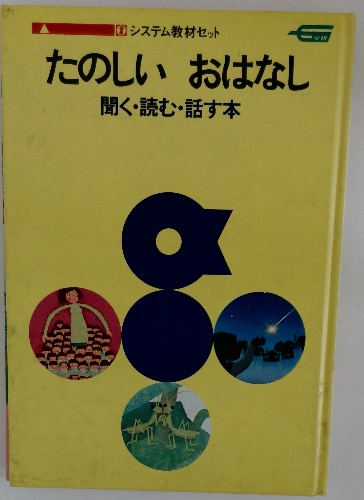 システム教材セット
たのしい おはなし
聞く・読む・話す本